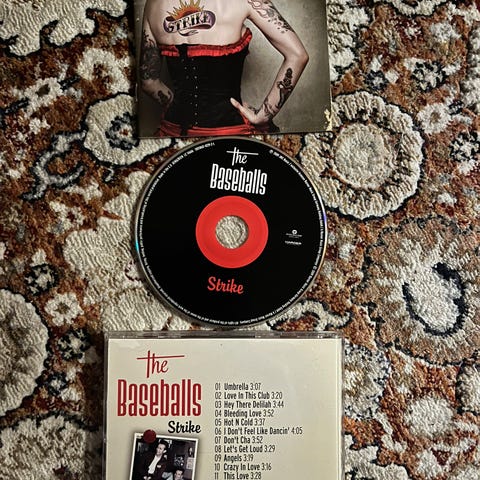 STRIKE
the
Baseballs
Strike
the
Baseballs
Strike
01 Umbrella 3:07
02 Love In This Club 3:20
03 Hey There Delilah 3:44
04 Bleeding Love 3:52
05 Hot N Cold 3:37
06 I Don't Feel Like Dancin' 4:05
07 Don't Cha 3:52
08 Let's Get Loud 3:29
09 Angels 3:19
10 Crazy In Love 3:16
11 This Love 3:28